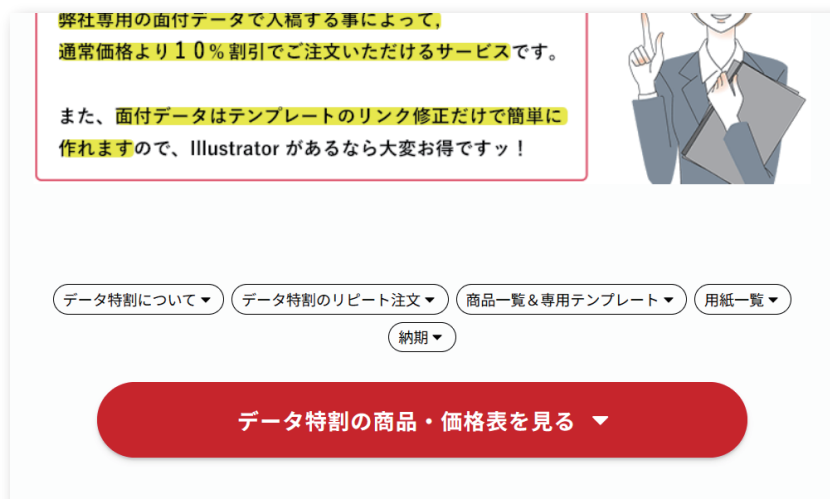 弊社専用の面付データで入稿する事によって,
通常価格より１０％割引でご注文いただけるサービスです。
また、面付データはテンプレートのリンク修正だけで簡単に
作れますので、Illustrator があるなら大変お得ですッ！
データ特割について
データ特割のリピート注文
商品一覧＆専用テンプレート
用紙一覧
納期
データ特割の商品・価格表を見る